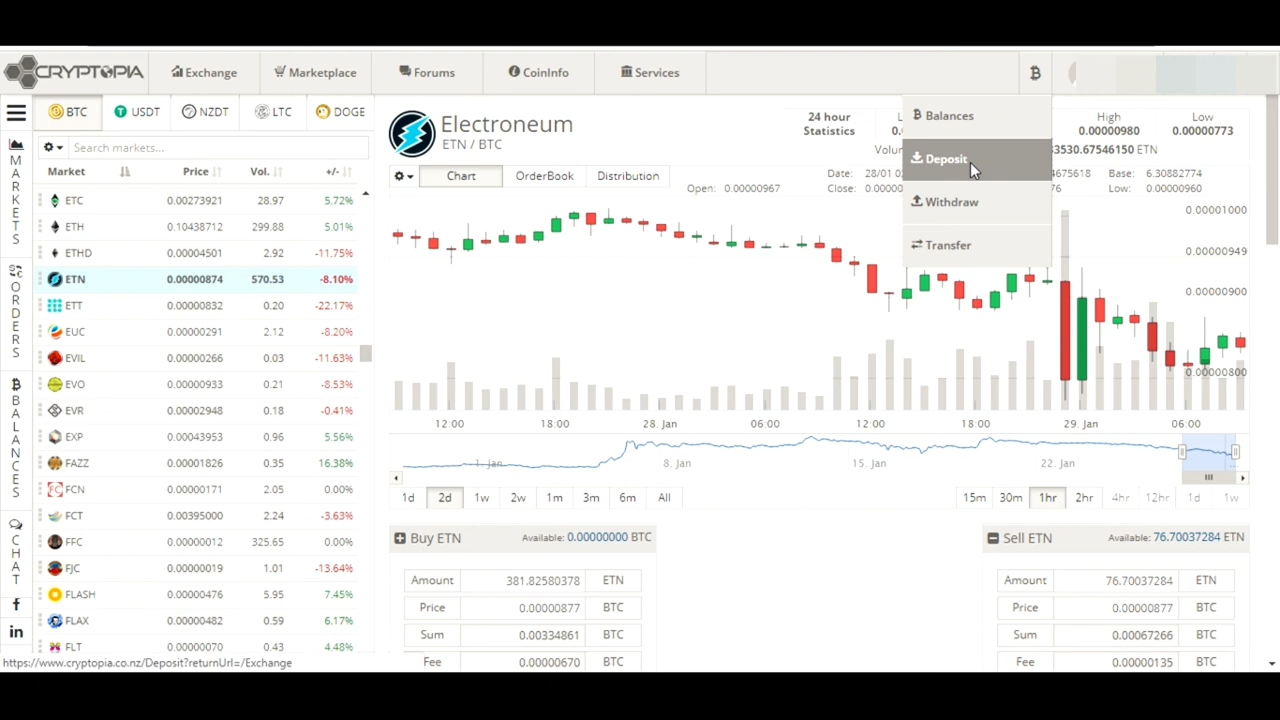 CRYPTOPIA Exchange Marketplace Forums CoinInfo Services
BTC USDT NZDT LTC DOGE
Search markets...
Market Price Vol. +/-
ETC 0.00273921 28.97 5.72%
ETH 0.10438712 299.88 5.01%
ETHD 0.00004501 2.92 -11.75%
ETN 0.00000874 570.53 -8.10%
ETT 0.00000832 0.20 -22.17%
EUC 0.00000291 2.12 -8.20%
EVIL 0.00000266 0.03 -11.63%
EVO 0.00000933 0.21 -8.53%
EVR 0.00002948 0.18 -0.41%
EXP 0.00043953 0.96 5.56%
FAZZ 0.00001826 0.35 16.38%
FCN 0.00000171 2.05 0.00%
FCT 0.00395000 2.24 -3.63%
FFC 0.00000012 325.65 0.00%
FJC 0.00000019 1.01 -13.64%
FLASH 0.00000476 5.95 7.45%
FLAX 0.00000482 0.59 6.17%
FLT 0.00000070 0.43 4.48%
MARKETS
ORDERS
BALANCES
CHAT
Electroneum
ETN / BTC
24 hour
Statistics
High
0.00000980
Low
0.00000773
33530.67546150 ETN
Balances
Deposit
Withdraw
Transfer
Chart OrderBook Distribution
Date: 28/01 02
4675618 Base: 6.30882774
Open: 0.00000967 Close: 0.0000
76 Low: 0.00000960
0.00001000
0.00000949
0.00000900
0.00000800
12:00 18:00 28. Jan 06:00 12:00 18:00 29. Jan 06:00
1. Jan 8. Jan 15. Jan 22. Jan
1d 2d 1w 2w 1m 3m 6m All
15m 30m 1hr 2hr 4hr 12hr 1d 1w
Buy ETN Available: 0.00000000 BTC
Amount 381.82580378 ETN
Price 0.00000877 BTC
Sum 0.00334861 BTC
Fee 0.00000670 BTC
Sell ETN Available: 76.70037284 ETN
Amount 76.70037284 ETN
Price 0.00000877 BTC
Sum 0.00067266 BTC
Fee 0.00000135 BTC
https://www.cryptopia.co.nz/Deposit?returnUrl=/Exchange